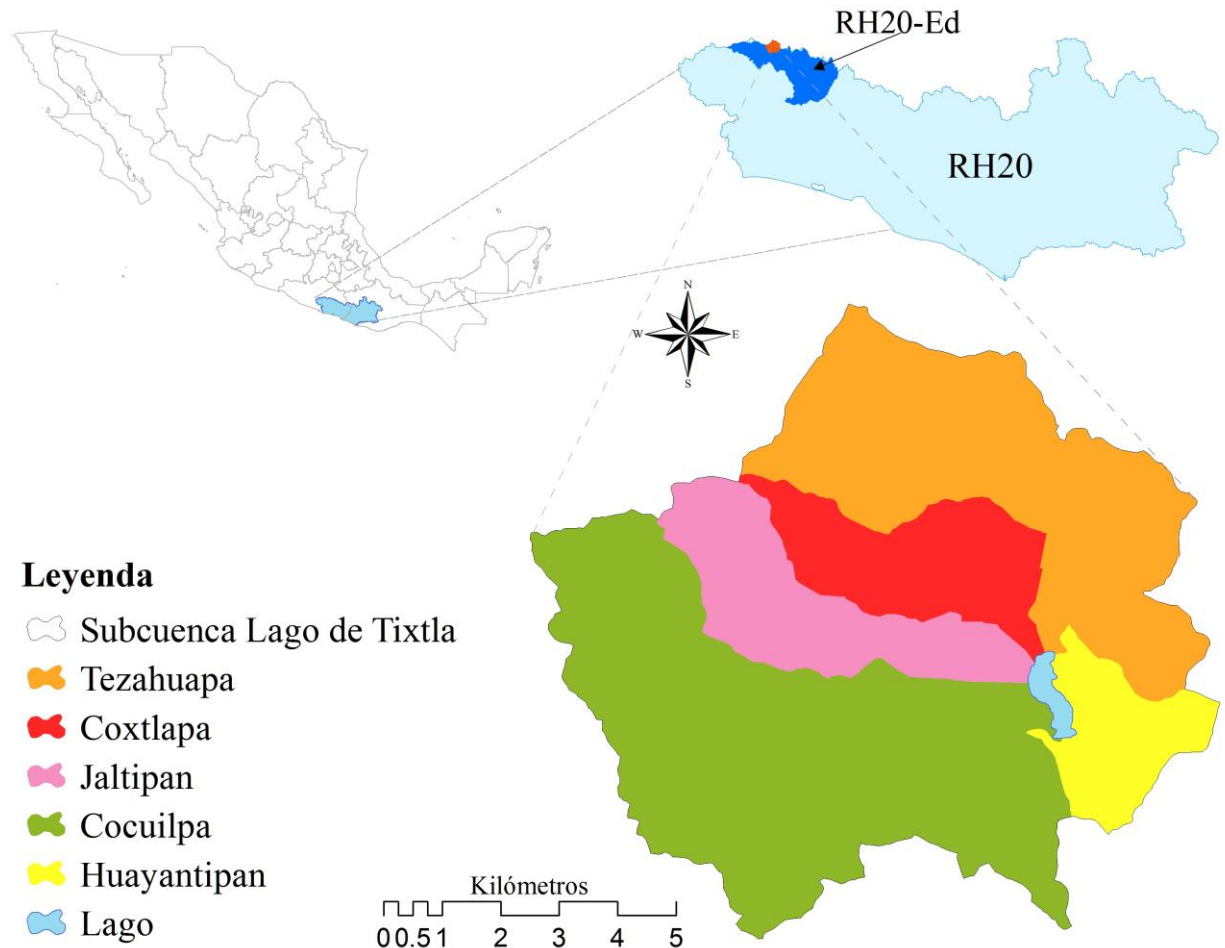 RH20-Ed
RH20
N
W E
S
Leyenda
Subcuenca Lago de Tixtla
Tezahuapa
Coxtlapa
Jaltipan
Cocuilpa
Huayantipan
Lago
Kilómetros
0 0.5 1 2 3 4 5